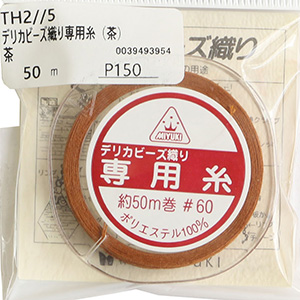 TH2//5
デリカビーズ織り専用糸(茶)
茶
0039493954
50 m
P150
ーズ織り
MIYUKI
デリカビーズ織り
専用糸
約50m巻 #60
ポリエステル100%